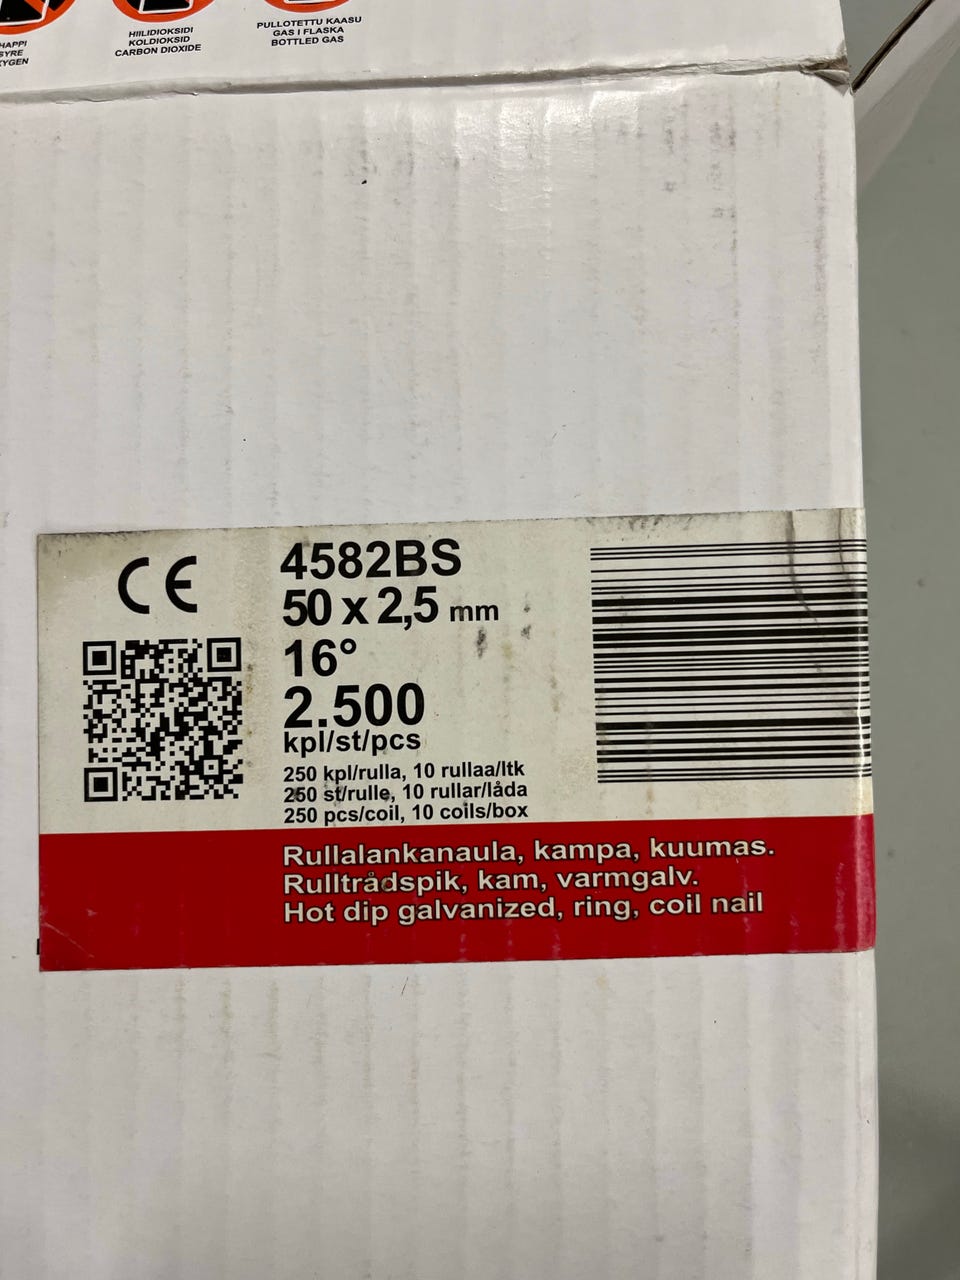 HIILIDIOKSIDI
KOLDIOKSID
CARBON DIOXIDE
PULLOTETTU KAASU
GAS I FLASKA
BOTTLED GAS
CE
4582BS
50 x 2,5 mm
16°
2.500
kpl/st/pcs
250 kpl/rulla, 10 rullaa/ltk
250 st/rulle, 10 rullar/låda
250 pcs/coil, 10 coils/box
Rullalankanaula, kampa, kuumas.
Rulltrådspik, kam, varmgalv.
Hot dip galvanized, ring, coil nail